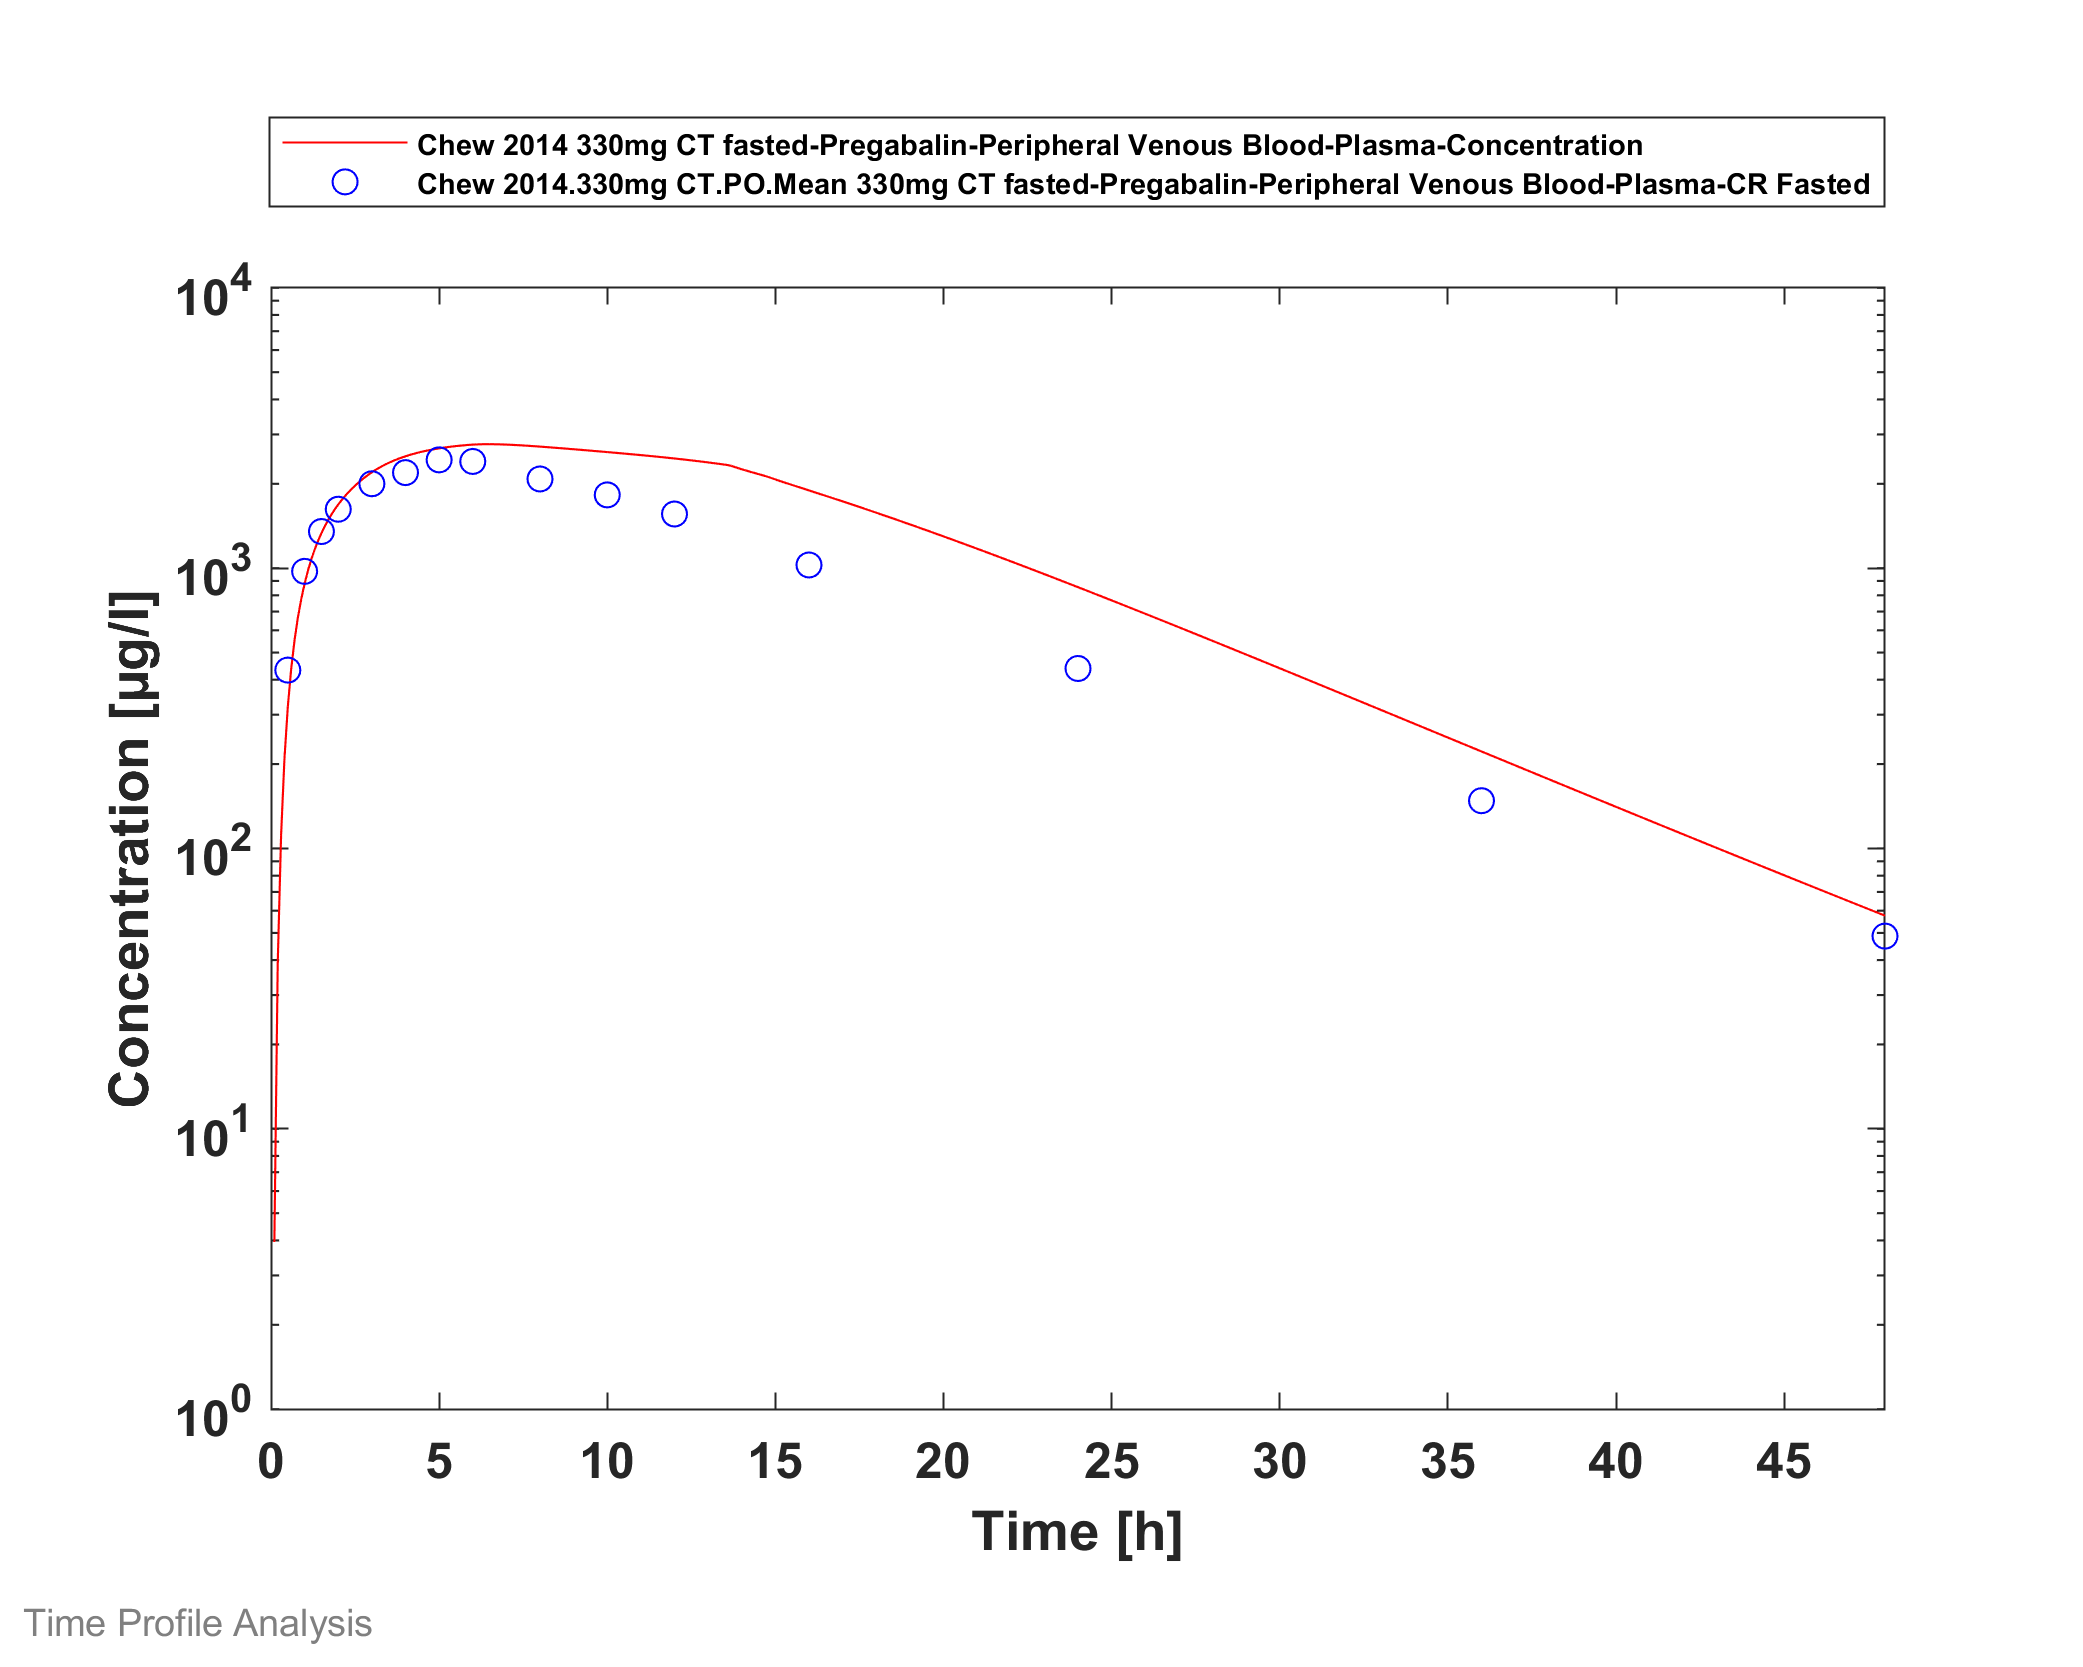 Chew 2014 330mg CT fasted-Pregabalin-Peripheral Venous Blood-Plasma-Concentration
Chew 2014.330mg CT.PO.Mean 330mg CT fasted-Pregabalin-Peripheral Venous Blood-Plasma-CR Fasted
10^4
10^3
10^2
10^1
10^0
Concentration [µg/l]
0 5 10 15 20 25 30 35 40 45
Time [h]
Time Profile Analysis